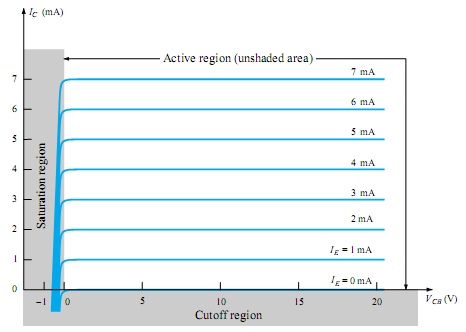 I_C (mA)
Active region (unshaded area)
7 mA
7
6 mA
6
5 mA
5
4 mA
4
3 mA
3
2 mA
2
I_E = 1 mA
1
I_E = 0 mA
0
Saturation region
−1 0 5 10 15 20 V_CB (V)
Cutoff region